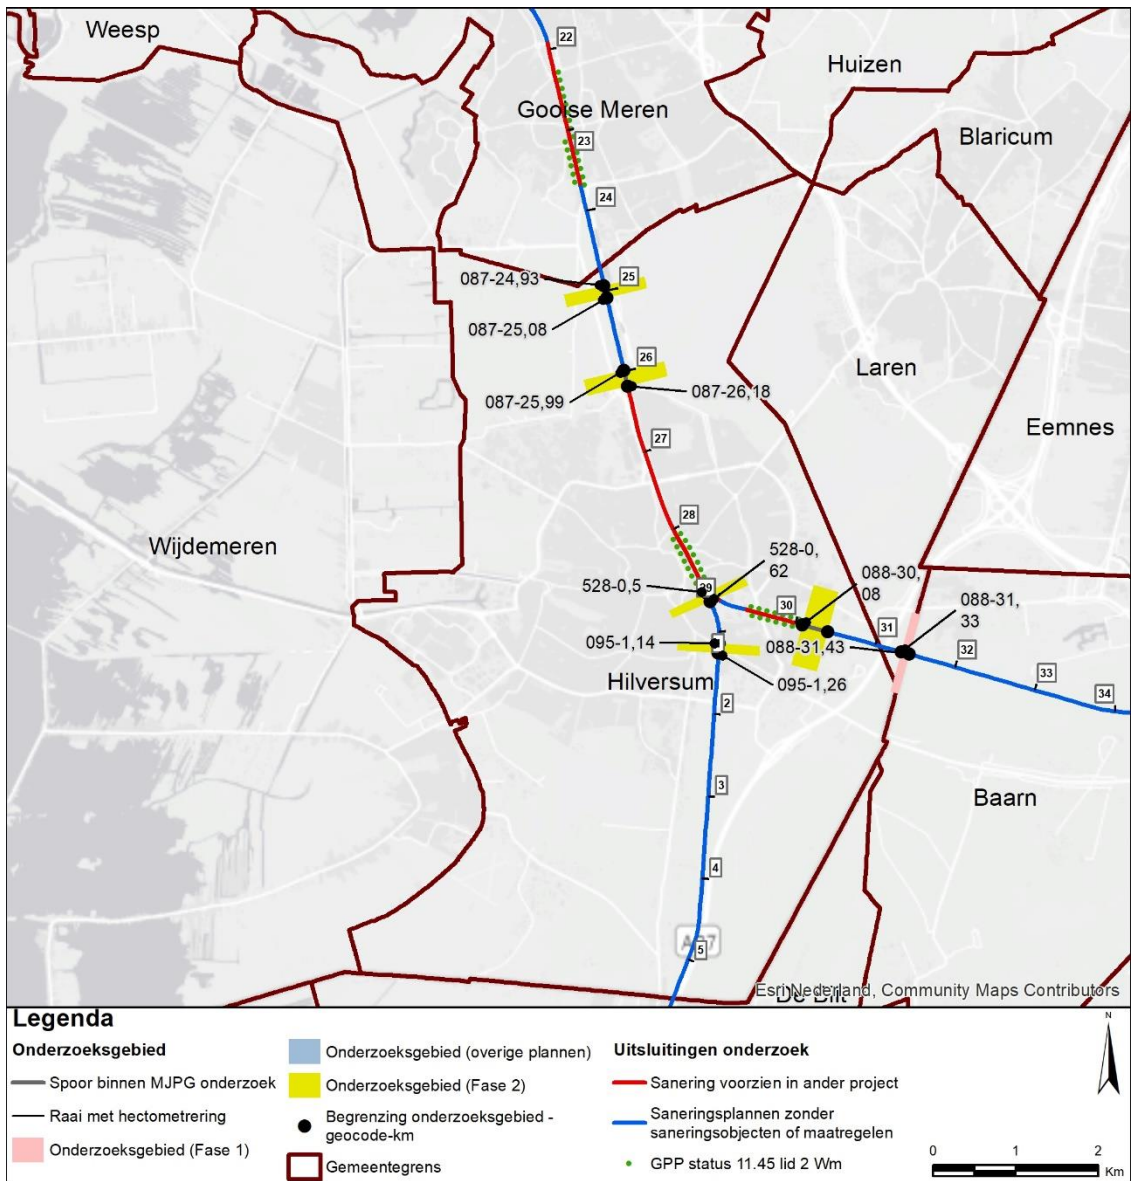 Weesp
22
Huizen
Gooise Meren
Blaricum
23
24
087-24,93
25
087-25,08
26
087-25,99
087-26,18
Laren
Eemnes
27
28
Wijdemeren
528-0,
62
528-0,5
29
088-30,
08
30
088-31,
33
095-1,14
31
088-31,43
32
Hilversum
095-1,26
33
34
2
3
Baarn
4
5
De Bilt
Esri Nederland, Community Maps Contributors
Legenda
Onderzoeksgebied
Spoor binnen MJPG onderzoek
Raai met hectometrering
Onderzoeksgebied (Fase 1)
Onderzoeksgebied (overige plannen)
Onderzoeksgebied (Fase 2)
Begrenzing onderzoeksgebied -
geocode-km
Gemeentegrens
Uitsluitingen onderzoek
Sanering voorzien in ander project
Saneringsplannen zonder
saneringsobjecten of maatregelen
GPP status 11.45 lid 2 Wm
N
0 1 2
Km